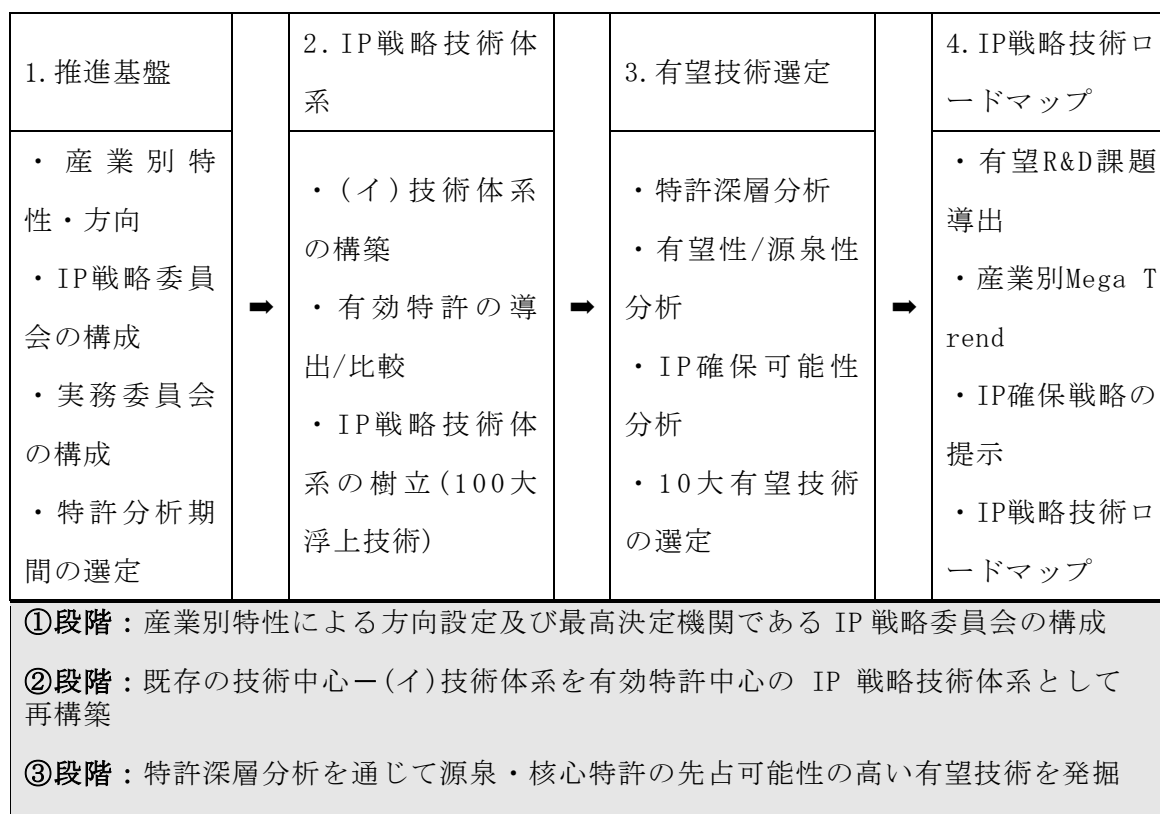 1.推進基盤
2.IP戦略技術体
系
3.有望技術選定
4.IP戦略技術ロ
ードマップ
・産業別特
性・方向
・IP戦略委員
会の構成
・実務委員会
の構成
・特許分析期
間の選定
➡
・(イ)技術体系
の構築
・有効特許の導
出/比較
・IP戦略技術体
系の樹立(100大
浮上技術)
➡
・特許深層分析
・有望性/源泉性
分析
・IP確保可能性
分析
・10大有望技術
の選定
➡
・有望R&D課題
導出
・産業別Mega T
rend
・IP確保戦略の
提示
・IP戦略技術ロ
ードマップ
①段階：産業別特性による方向設定及び最高決定機関である IP 戦略委員会の構成
②段階：既存の技術中心－(イ)技術体系を有効特許中心の IP 戦略技術体系として
再構築
③段階：特許深層分析を通じて源泉・核心特許の先占可能性の高い有望技術を発掘